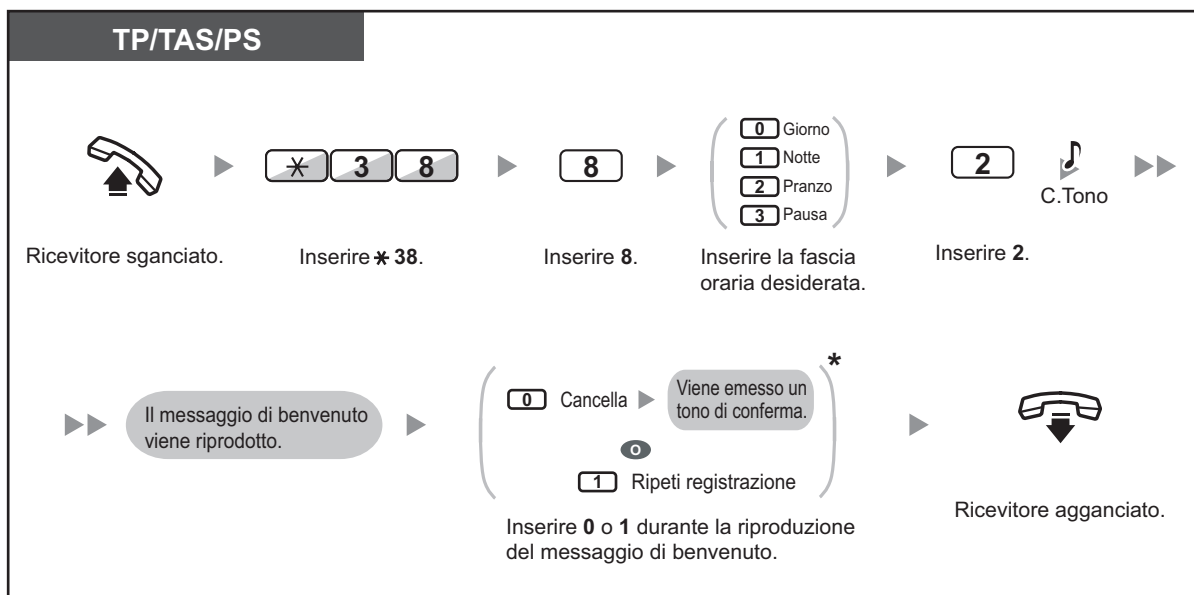 TP/TAS/PS
* 3 8
8
0 Giorno
1 Notte
2 Pranzo
3 Pausa
2
C.Tono
Ricevitore sganciato.
Inserire * 38.
Inserire 8.
Inserire la fascia
oraria desiderata.
Inserire 2.
Il messaggio di benvenuto
viene riprodotto.
0 Cancella
Viene emesso un
tono di conferma.
*
O
1 Ripeti registrazione
Inserire 0 o 1 durante la riproduzione
del messaggio di benvenuto.
Ricevitore agganciato.